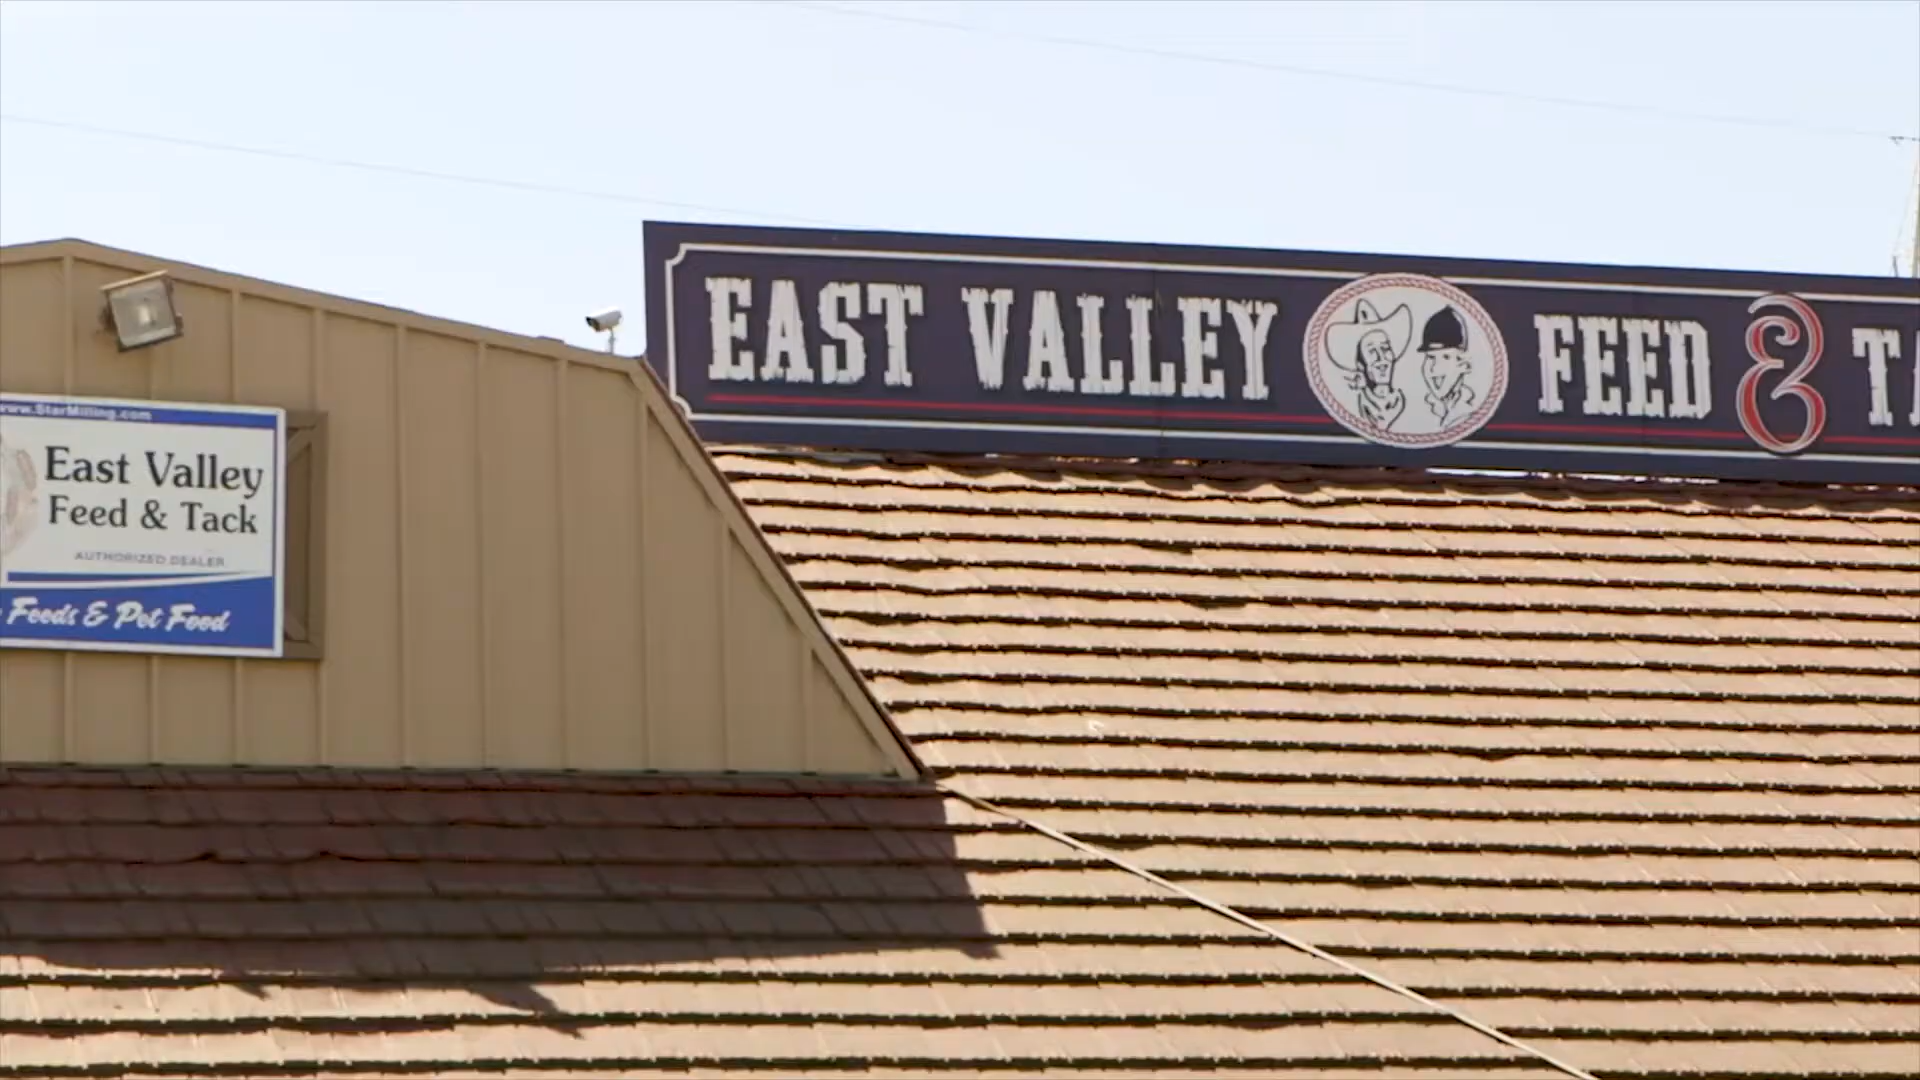 EAST VALLEY FEED & TA
www.StarMilling.com
East Valley
Feed & Tack
AUTHORIZED DEALER
Feeds & Pet Food